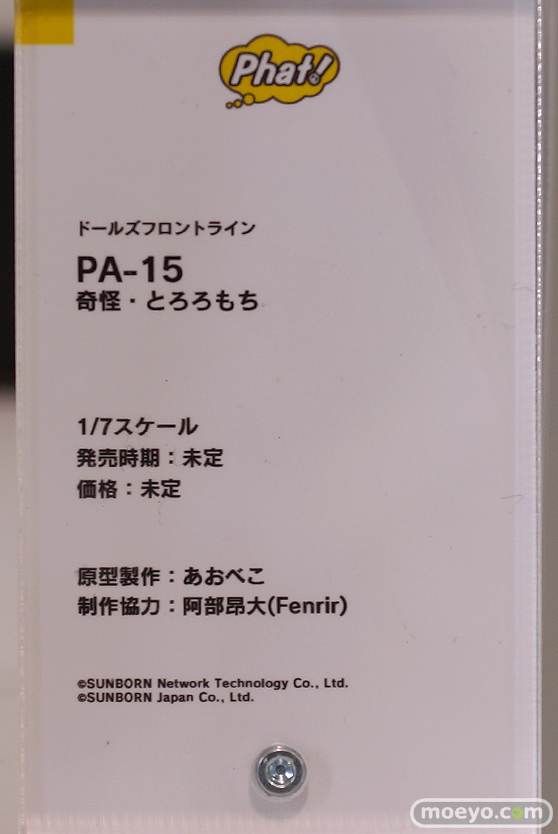 Phat!
ドールズフロントライン
PA-15
奇怪・とろろもち
1/7スケール
発売時期：未定
価格：未定
原型製作：あおべこ
制作協力：阿部昂大(Fenrir)
©SUNBORN Network Technology Co., Ltd.
©SUNBORN Japan Co., Ltd.
moeyo.com